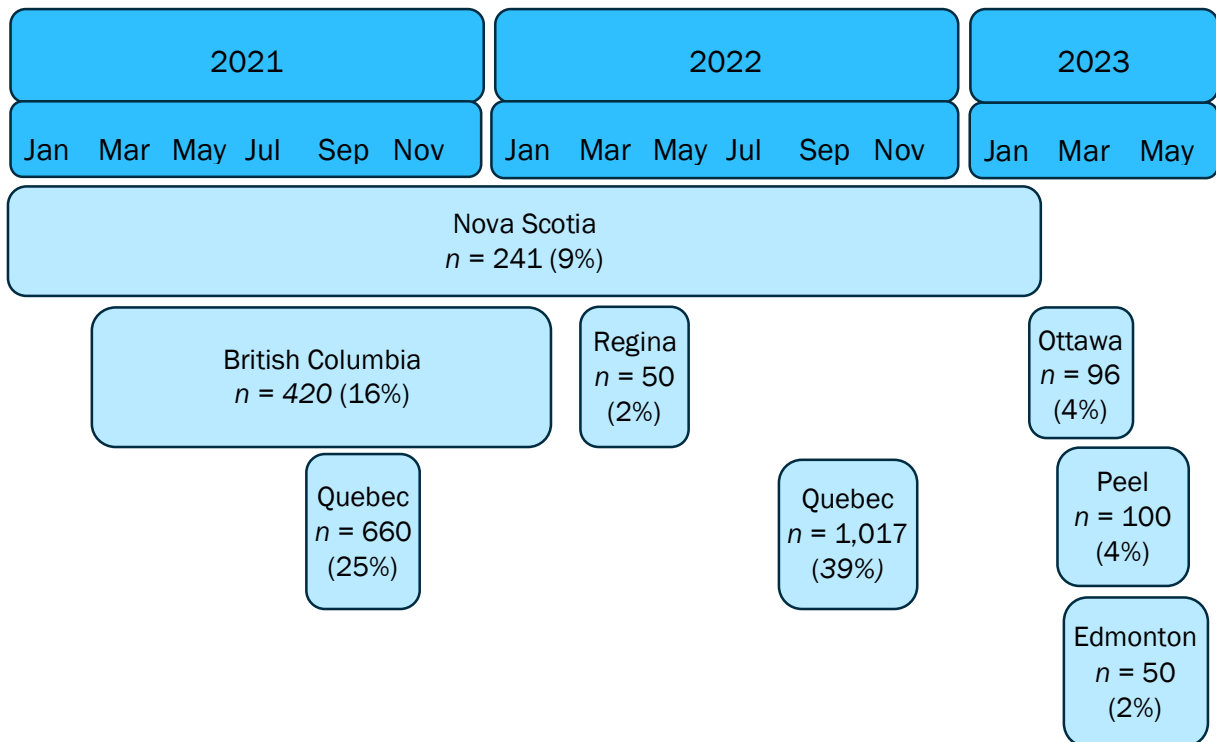 2021 2022 2023
Jan Mar May Jul Sep Nov Jan Mar May Jul Sep Nov Jan Mar May
Nova Scotia
n = 241 (9%)
British Columbia
n = 420 (16%)
Regina
n = 50
(2%)
Ottawa
n = 96
(4%)
Quebec
n = 660
(25%)
Quebec
n = 1,017
(39%)
Peel
n = 100
(4%)
Edmonton
n = 50
(2%)